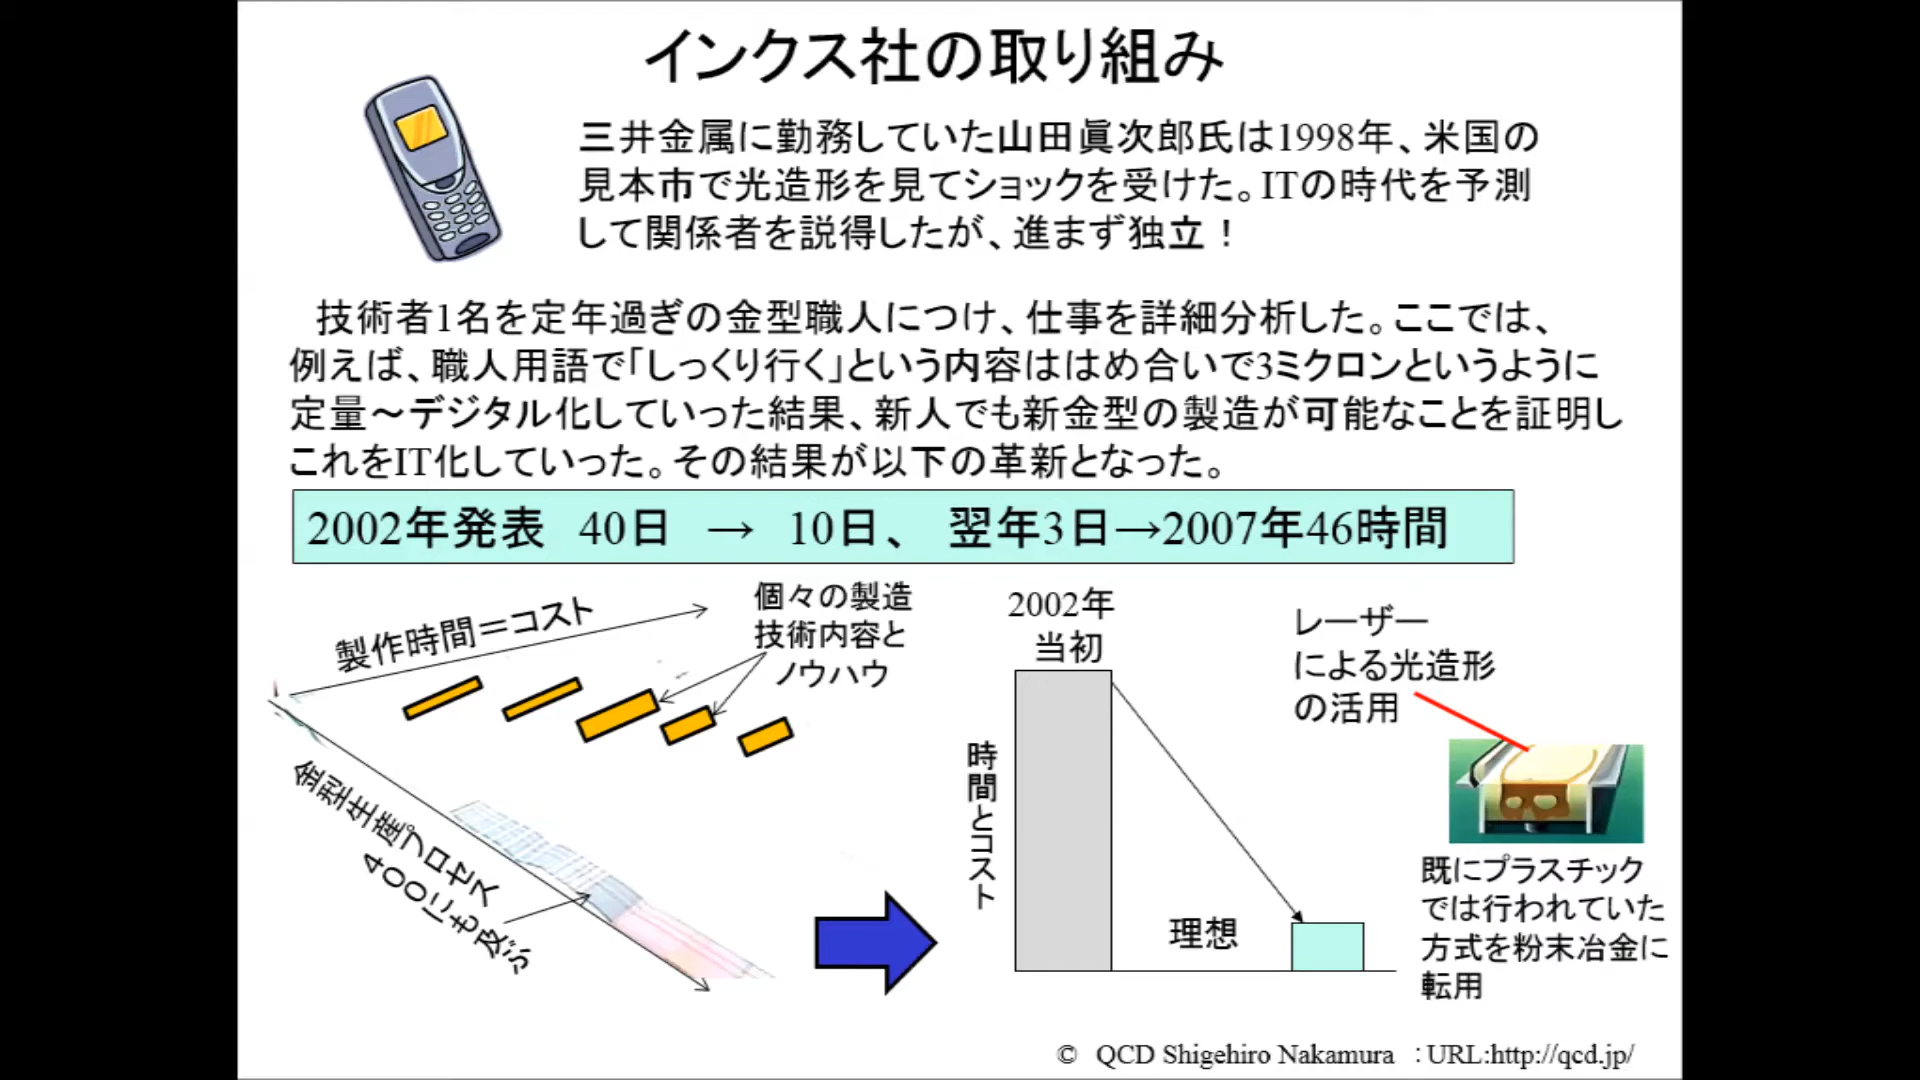 インクス社の取り組み
三井金属に勤務していた山田眞次郎氏は1998年、米国の
見本市で光造形を見てショックを受けた。ITの時代を予測
して関係者を説得したが、進まず独立！
技術者1名を定年過ぎの金型職人につけ、仕事を詳細分析した。ここでは、
例えば、職人用語で「しっくり行く」という内容ははめ合いで3ミクロンというように
定量～デジタル化していった結果、新人でも新金型の製造が可能なことを証明し
これをIT化していった。その結果が以下の革新となった。
2002年発表　40日　→　10日、　翌年3日→2007年46時間
製作時間＝コスト
個々の製造
技術内容と
ノウハウ
金型生産プロセス
４００にも及ぶ
2002年
当初
時間とコスト
理想
レーザー
による光造形
の活用
既にプラスチック
では行われていた
方式を粉末冶金に
転用
©　QCD Shigehiro Nakamura　：URL:http://qcd.jp/